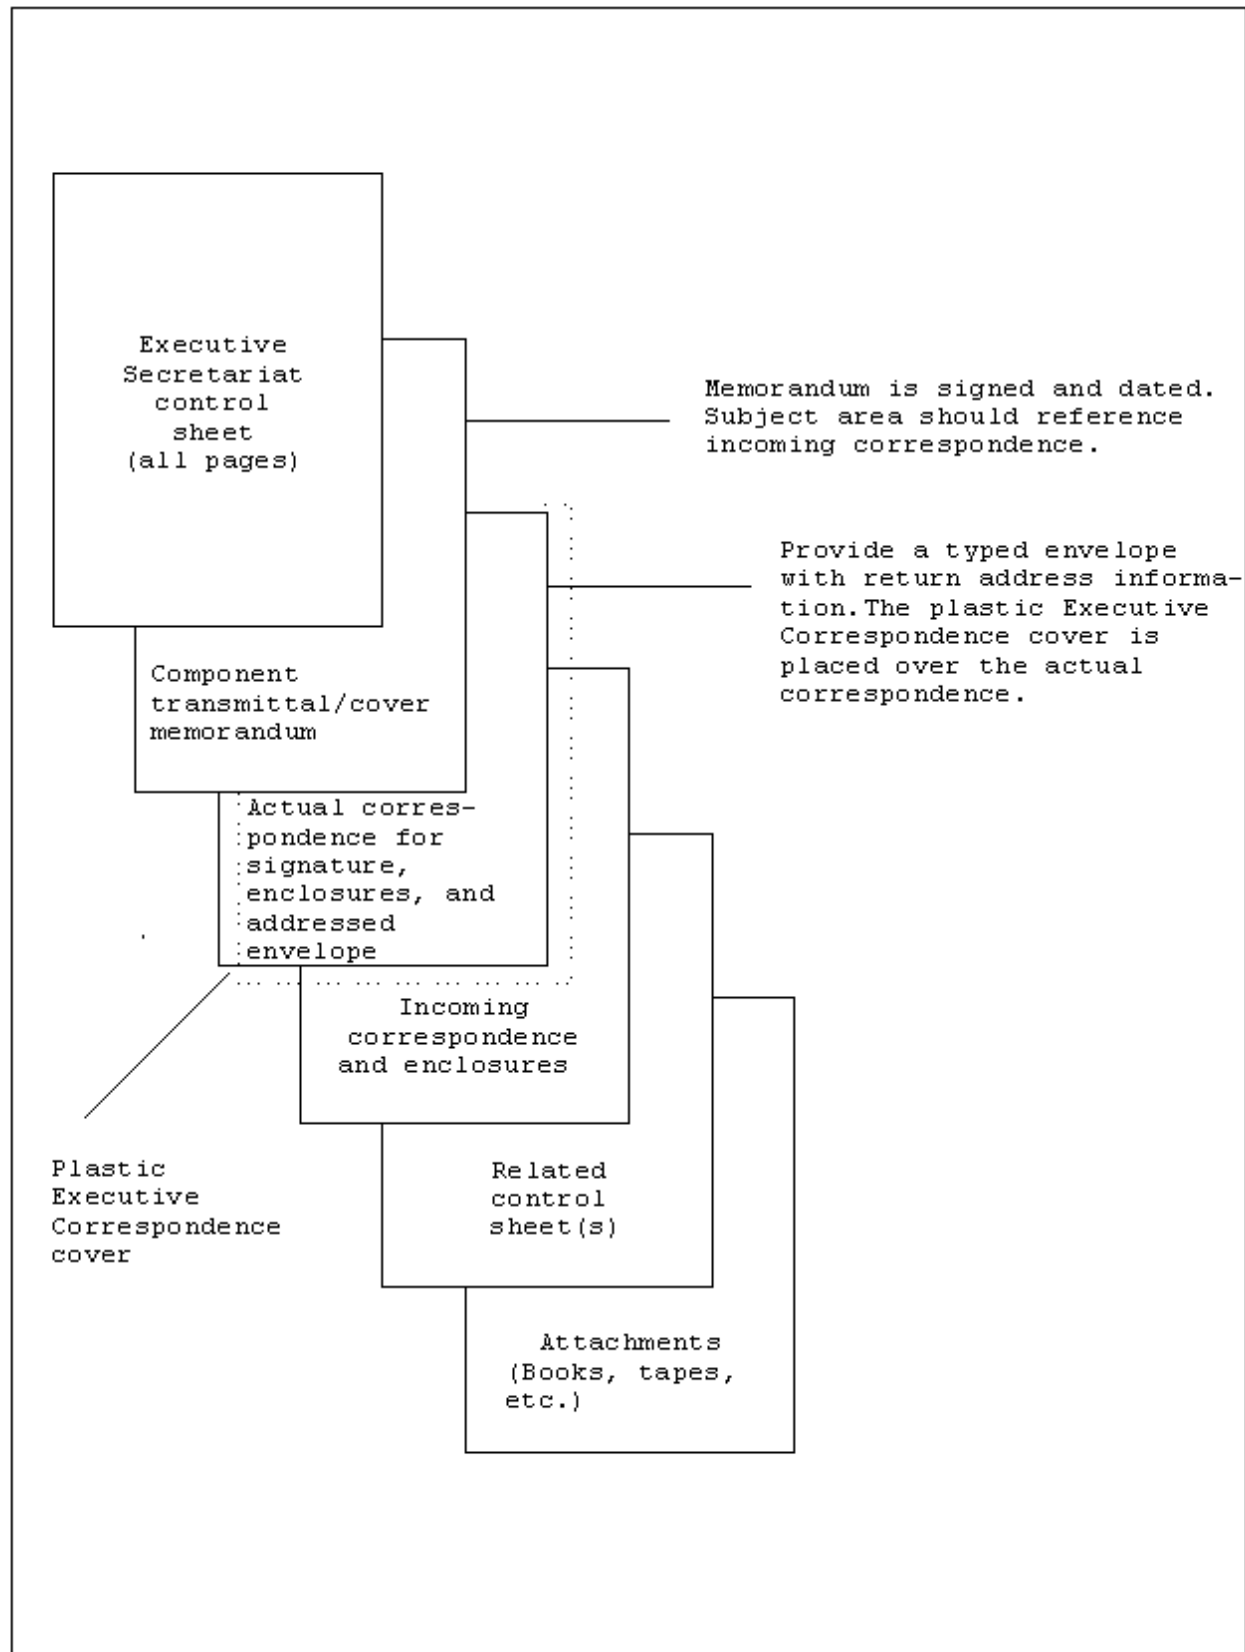 Executive
Secretariat
control
sheet
(all pages)
Memorandum is signed and dated.
Subject area should reference
incoming correspondence.
Provide a typed envelope
with return address informa-
tion.The plastic Executive
Correspondence cover is
placed over the actual
correspondence.
Component
transmittal/cover
memorandum
Actual corres-
pondence for
signature,
enclosures, and
addressed
envelope
Incoming
correspondence
and enclosures
Plastic
Executive
Correspondence
cover
Related
control
sheet(s)
Attachments
(Books, tapes,
etc.)